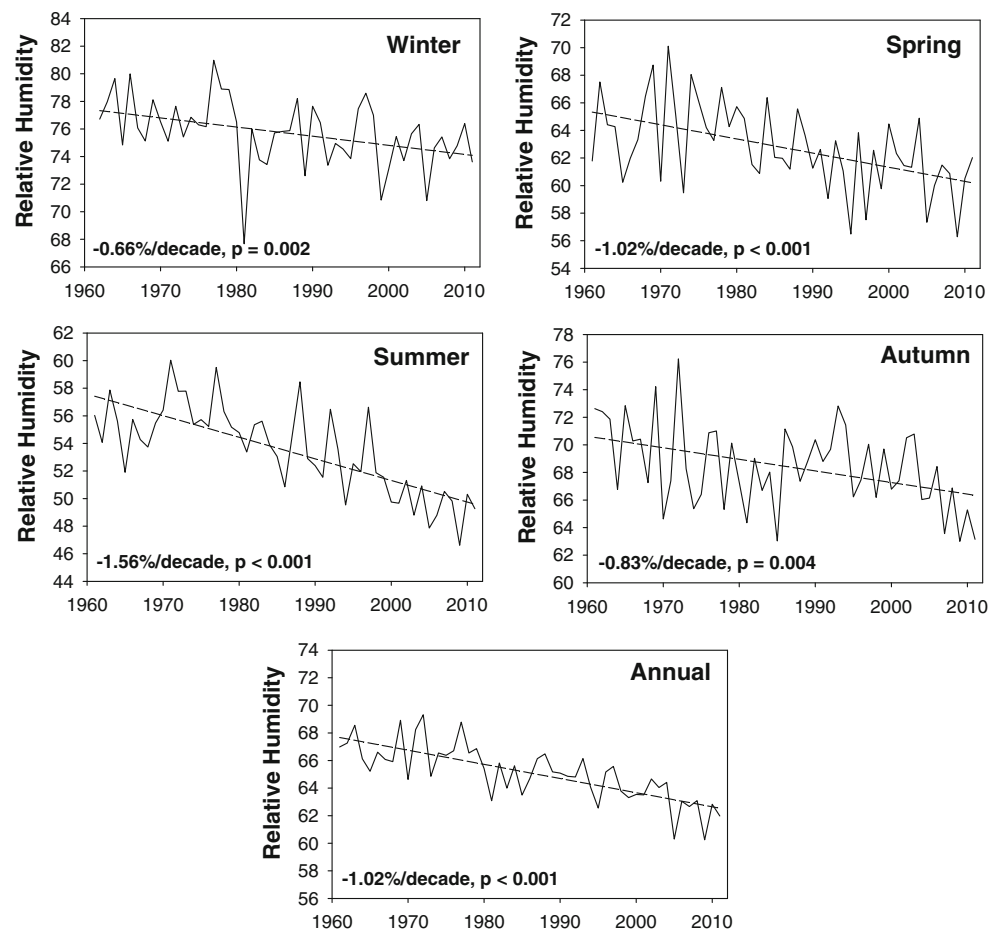 Winter
Relative Humidity
84
82
80
78
76
74
72
70
68
66
-0.66%/decade, p = 0.002
1960 1970 1980 1990 2000 2010
Spring
Relative Humidity
72
70
68
66
64
62
60
58
56
54
-1.02%/decade, p < 0.001
1960 1970 1980 1990 2000 2010
Summer
Relative Humidity
62
60
58
56
54
52
50
48
46
44
-1.56%/decade, p < 0.001
1960 1970 1980 1990 2000 2010
Autumn
Relative Humidity
78
76
74
72
70
68
66
64
62
60
-0.83%/decade, p = 0.004
1960 1970 1980 1990 2000 2010
Annual
Relative Humidity
74
72
70
68
66
64
62
60
58
56
-1.02%/decade, p < 0.001
1960 1970 1980 1990 2000 2010